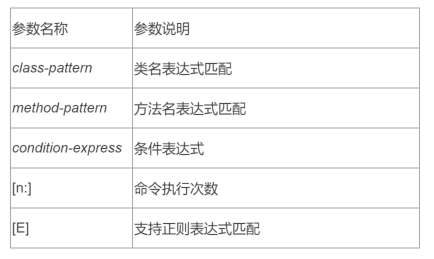 参数名称 参数说明
class-pattern 类名表达式匹配
method-pattern 方法名表达式匹配
condition-express 条件表达式
[n:] 命令执行次数
[E] 支持正则表达式匹配